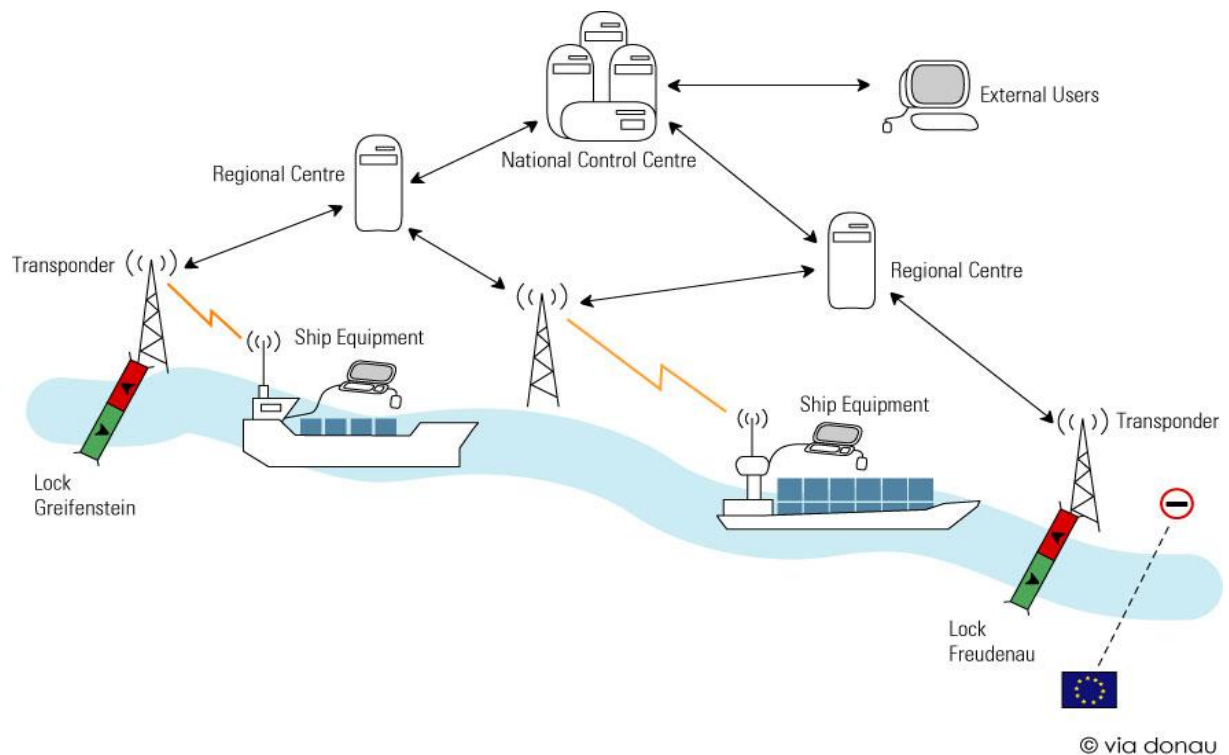 External Users
National Control Centre
Regional Centre
Transponder
Regional Centre
Ship Equipment
Ship Equipment
Transponder
Lock
Greifenstein
Lock
Freudenau
© via donau